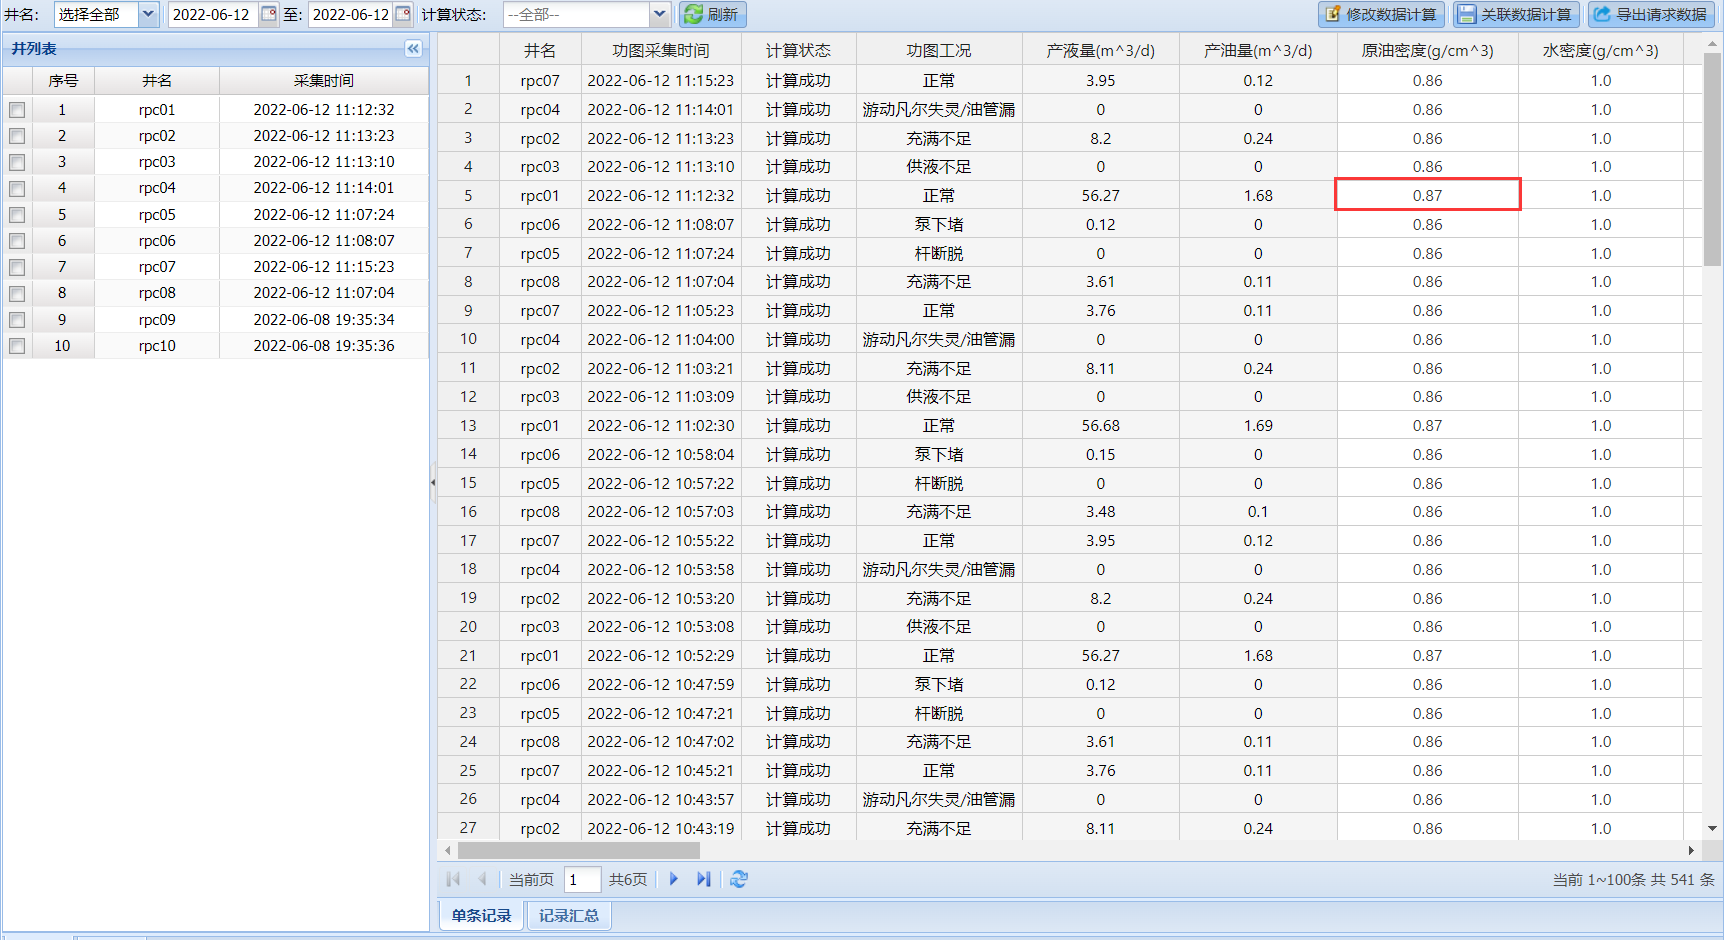 井名: 选择全部 2022-06-12 至: 2022-06-12 计算状态: --全部-- 刷新 修改数据计算 关联数据计算 导出请求数据
井列表
序号 井名 采集时间
1 rpc01 2022-06-12 11:12:32
2 rpc02 2022-06-12 11:13:23
3 rpc03 2022-06-12 11:13:10
4 rpc04 2022-06-12 11:14:01
5 rpc05 2022-06-12 11:07:24
6 rpc06 2022-06-12 11:08:07
7 rpc07 2022-06-12 11:15:23
8 rpc08 2022-06-12 11:07:04
9 rpc09 2022-06-08 19:35:34
10 rpc10 2022-06-08 19:35:36
井名 功图采集时间 计算状态 功图工况 产液量(m^3/d) 产油量(m^3/d) 原油密度(g/cm^3) 水密度(g/cm^3)
1 rpc07 2022-06-12 11:15:23 计算成功 正常 3.95 0.12 0.86 1.0
2 rpc04 2022-06-12 11:14:01 计算成功 游动凡尔失灵/油管漏 0 0 0.86 1.0
3 rpc02 2022-06-12 11:13:23 计算成功 充满不足 8.2 0.24 0.86 1.0
4 rpc03 2022-06-12 11:13:10 计算成功 供液不足 0 0 0.86 1.0
5 rpc01 2022-06-12 11:12:32 计算成功 正常 56.27 1.68 0.87 1.0
6 rpc06 2022-06-12 11:08:07 计算成功 泵下堵 0.12 0 0.86 1.0
7 rpc05 2022-06-12 11:07:24 计算成功 杆断脱 0 0 0.86 1.0
8 rpc08 2022-06-12 11:07:04 计算成功 充满不足 3.61 0.11 0.86 1.0
9 rpc07 2022-06-12 11:05:23 计算成功 正常 3.76 0.11 0.86 1.0
10 rpc04 2022-06-12 11:04:00 计算成功 游动凡尔失灵/油管漏 0 0 0.86 1.0
11 rpc02 2022-06-12 11:03:21 计算成功 充满不足 8.11 0.24 0.86 1.0
12 rpc03 2022-06-12 11:03:09 计算成功 供液不足 0 0 0.86 1.0
13 rpc01 2022-06-12 11:02:30 计算成功 正常 56.68 1.69 0.87 1.0
14 rpc06 2022-06-12 10:58:04 计算成功 泵下堵 0.15 0 0.86 1.0
15 rpc05 2022-06-12 10:57:22 计算成功 杆断脱 0 0 0.86 1.0
16 rpc08 2022-06-12 10:57:03 计算成功 充满不足 3.48 0.1 0.86 1.0
17 rpc07 2022-06-12 10:55:22 计算成功 正常 3.95 0.12 0.86 1.0
18 rpc04 2022-06-12 10:53:58 计算成功 游动凡尔失灵/油管漏 0 0 0.86 1.0
19 rpc02 2022-06-12 10:53:20 计算成功 充满不足 8.2 0.24 0.86 1.0
20 rpc03 2022-06-12 10:53:08 计算成功 供液不足 0 0 0.86 1.0
21 rpc01 2022-06-12 10:52:29 计算成功 正常 56.27 1.68 0.87 1.0
22 rpc06 2022-06-12 10:47:59 计算成功 泵下堵 0.12 0 0.86 1.0
23 rpc05 2022-06-12 10:47:21 计算成功 杆断脱 0 0 0.86 1.0
24 rpc08 2022-06-12 10:47:02 计算成功 充满不足 3.61 0.11 0.86 1.0
25 rpc07 2022-06-12 10:45:21 计算成功 正常 3.76 0.11 0.86 1.0
26 rpc04 2022-06-12 10:43:57 计算成功 游动凡尔失灵/油管漏 0 0 0.86 1.0
27 rpc02 2022-06-12 10:43:19 计算成功 充满不足 8.11 0.24 0.86 1.0
当前页 1 共6页 当前 1~100条 共 541 条
单条记录 记录汇总